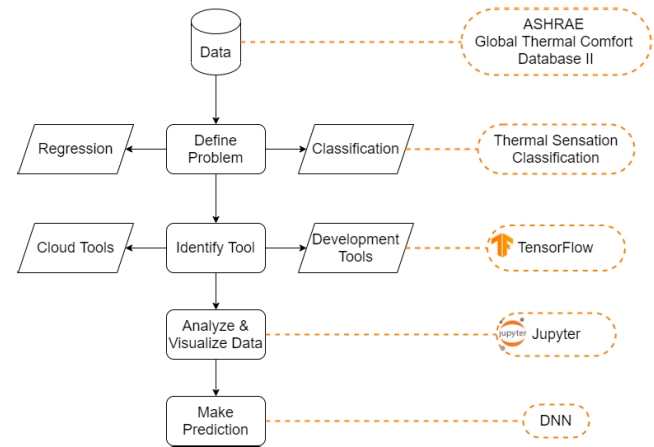 Data
ASHRAE
Global Thermal Comfort
Database II
Regression
Define
Problem
Classification
Thermal Sensation
Classification
Cloud Tools
Identify Tool
Development
Tools
TensorFlow
Analyze &
Visualize Data
jupyter
Jupyter
Make
Prediction
DNN